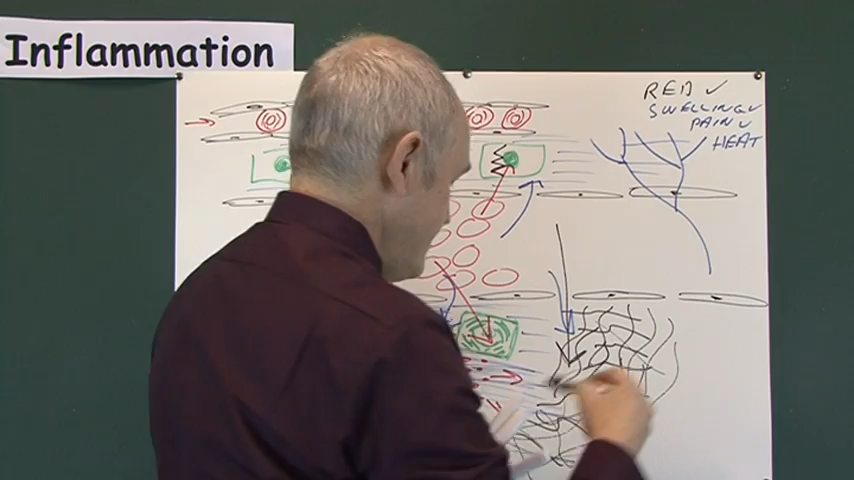 Inflammation
RED ✓
SWELLING ✓
PAIN ✓
HEAT